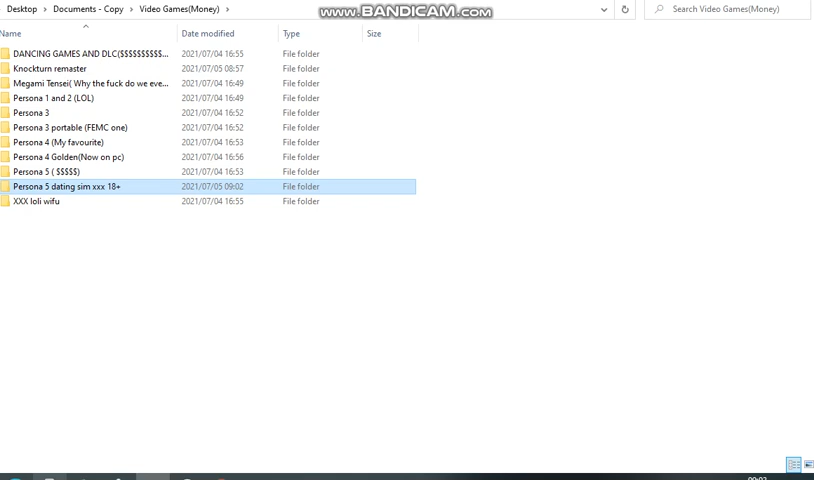 Desktop > Documents - Copy > Video Games(Money) >
www.BANDICAM.com
Search Video Games(Money)
Name Date modified Type Size
DANCING GAMES AND DLC($$$$$$$$$$... 2021/07/04 16:55 File folder
Knockturn remaster 2021/07/05 08:57 File folder
Megami Tensei( Why the fuck do we eve... 2021/07/04 16:49 File folder
Persona 1 and 2 (LOL) 2021/07/04 16:49 File folder
Persona 3 2021/07/04 16:52 File folder
Persona 3 portable (FEMC one) 2021/07/04 16:52 File folder
Persona 4 (My favourite) 2021/07/04 16:53 File folder
Persona 4 Golden(Now on pc) 2021/07/04 16:56 File folder
Persona 5 ( $$$$$) 2021/07/04 16:53 File folder
Persona 5 dating sim xxx 18+ 2021/07/05 09:02 File folder
XXX loli wifu 2021/07/04 16:55 File folder
09:02